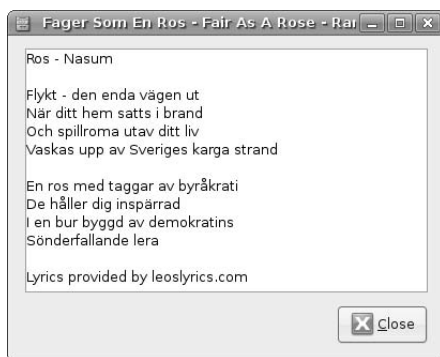 Fager Som En Ros - Fair As A Rose - Rar
Ros - Nasum
Flykt - den enda vägen ut
När ditt hem satts i brand
Och spillroma utav ditt liv
Vaskas upp av Sveriges karga strand
En ros med taggar av byråkrati
De håller dig inspärrad
I en bur byggd av demokratins
Sönderfallande lera
Lyrics provided by leoslyrics.com
Close